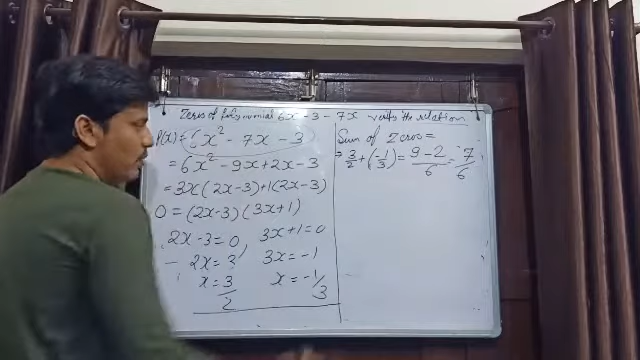 Zeros of polynomial 6x² - 3 - 7x verify the relation
P(x) = 6x² - 7x - 3
= 6x² - 9x + 2x - 3
= 3x(2x-3)+1(2x-3)
0 = (2x-3)(3x+1)
2x-3=0, 3x+1=0
2x=3 3x=-1
x=3/2 x=-1/3
Sum of Zeros =
3/2+(-1/3)=9-2/6=7/6